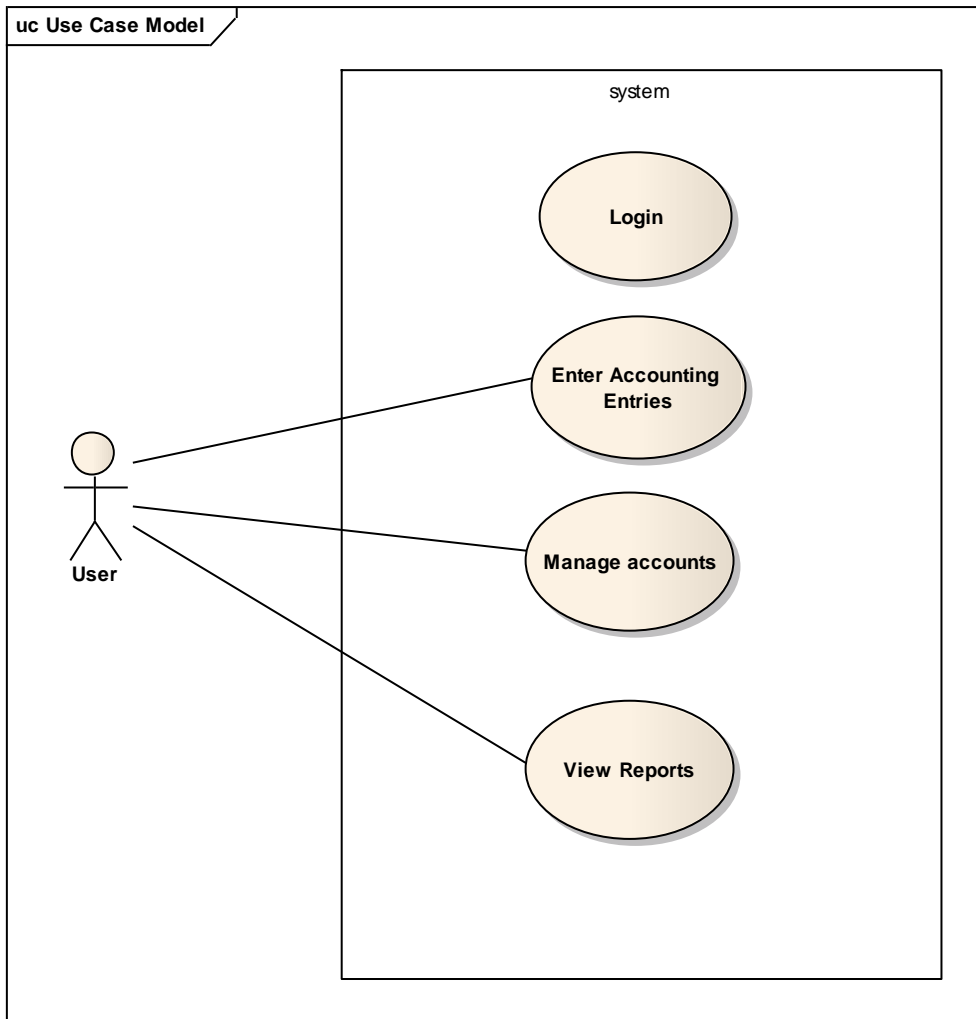 uc Use Case Model
system
Login
Enter Accounting
Entries
Manage accounts
View Reports
User